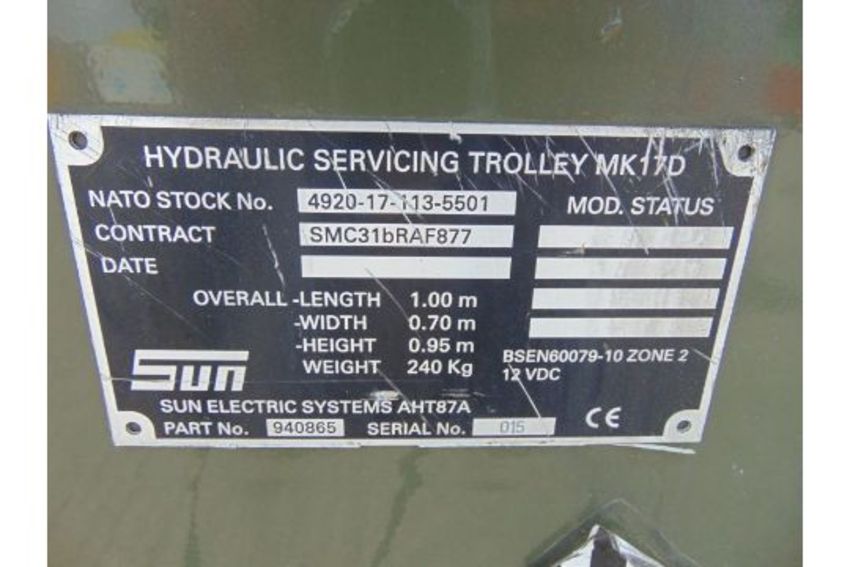 HYDRAULIC SERVICING TROLLEY MK17D
NATO STOCK No. 4920-17-113-5501 MOD. STATUS
CONTRACT SMC31bRAF877
DATE
OVERALL -LENGTH 1.00 m
-WIDTH 0.70 m
-HEIGHT 0.95 m BSEN60079-10 ZONE 2
WEIGHT 240 Kg 12 VDC
Sun
SUN ELECTRIC SYSTEMS AHT87A
PART No. 940865 SERIAL No. 015 CE